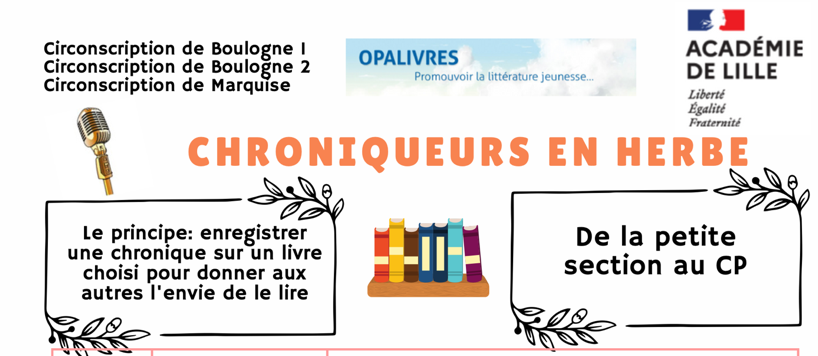 Circonscription de Boulogne 1
Circonscription de Boulogne 2
Circonscription de Marquise
OPALIVRES
Promouvoir la littérature jeunesse...
ACADÉMIE
DE LILLE
Liberté
Égalité
Fraternité
CHRONIQUEURS EN HERBE
Le principe: enregistrer
une chronique sur un livre
choisi pour donner aux
autres l'envie de le lire
De la petite
section au CP